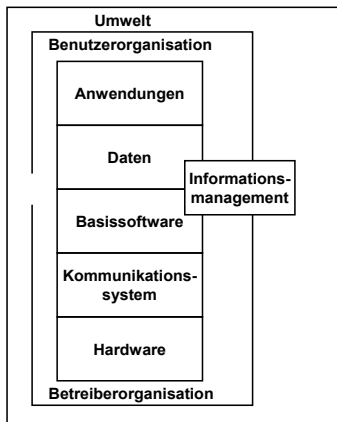 Umwelt
Benutzerorganisation
Anwendungen
Daten
Informations-
management
Basissoftware
Kommunikations-
system
Hardware
Betreiberorganisation